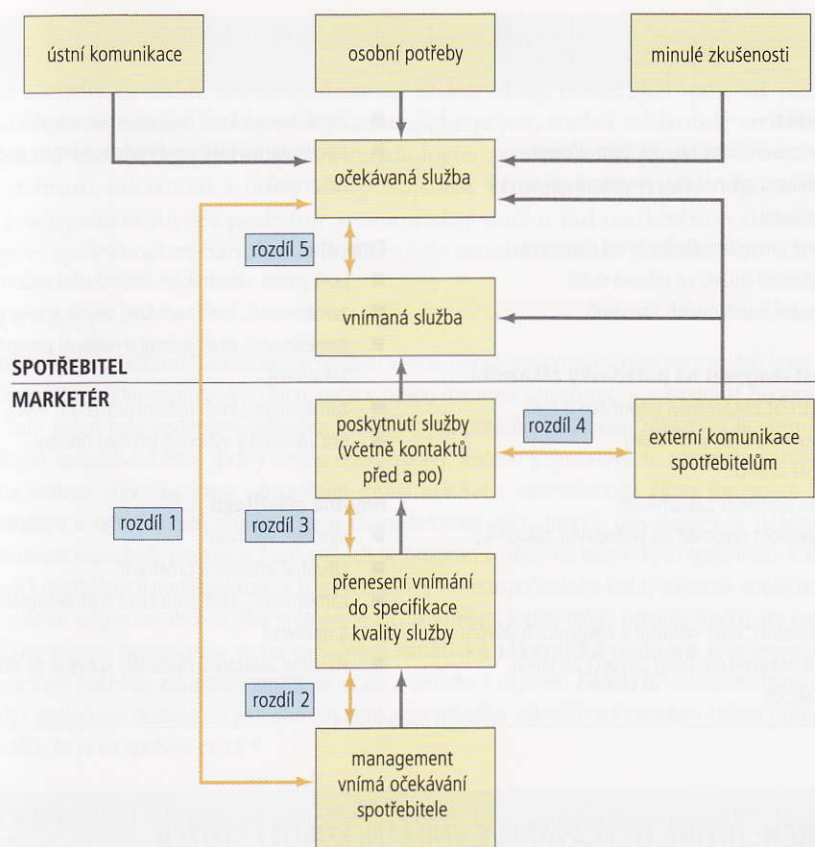 ústní komunikace
osobní potřeby
minulé zkušenosti
očekávaná služba
rozdíl 5
vnímaná služba
SPOTŘEBITEL
MARKETÉR
poskytnutí služby
(včetně kontaktů
před a po)
rozdíl 4
externí komunikace
spotřebitelům
rozdíl 1
rozdíl 3
přenesení vnímání
do specifikace
kvality služby
rozdíl 2
management
vnímá očekávání
spotřebitele